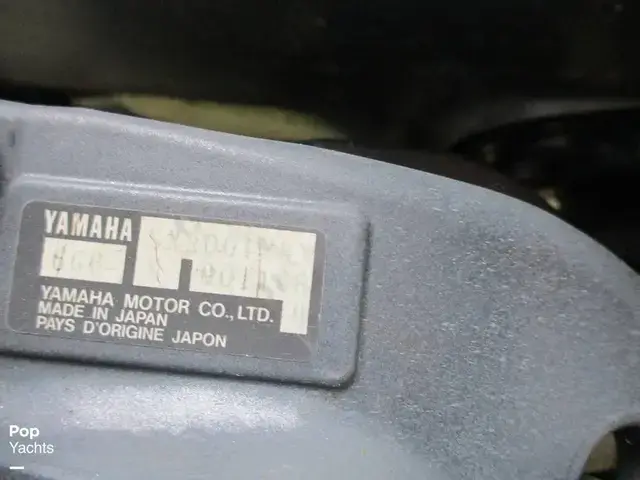 YAMAHA
YAMAHA MOTOR CO., LTD.
MADE IN JAPAN
PAYS D'ORIGINE JAPON
Pop
Yachts